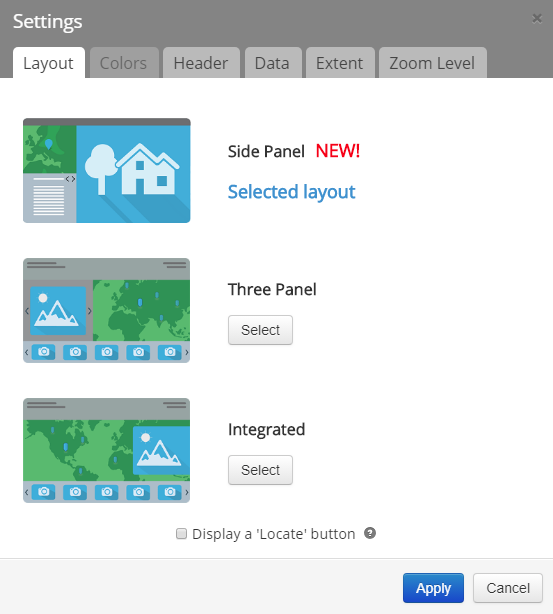 Settings
×
Layout Colors Header Data Extent Zoom Level
Side Panel NEW!
Selected layout
Three Panel
Select
Integrated
Select
Display a 'Locate' button ?
Apply Cancel